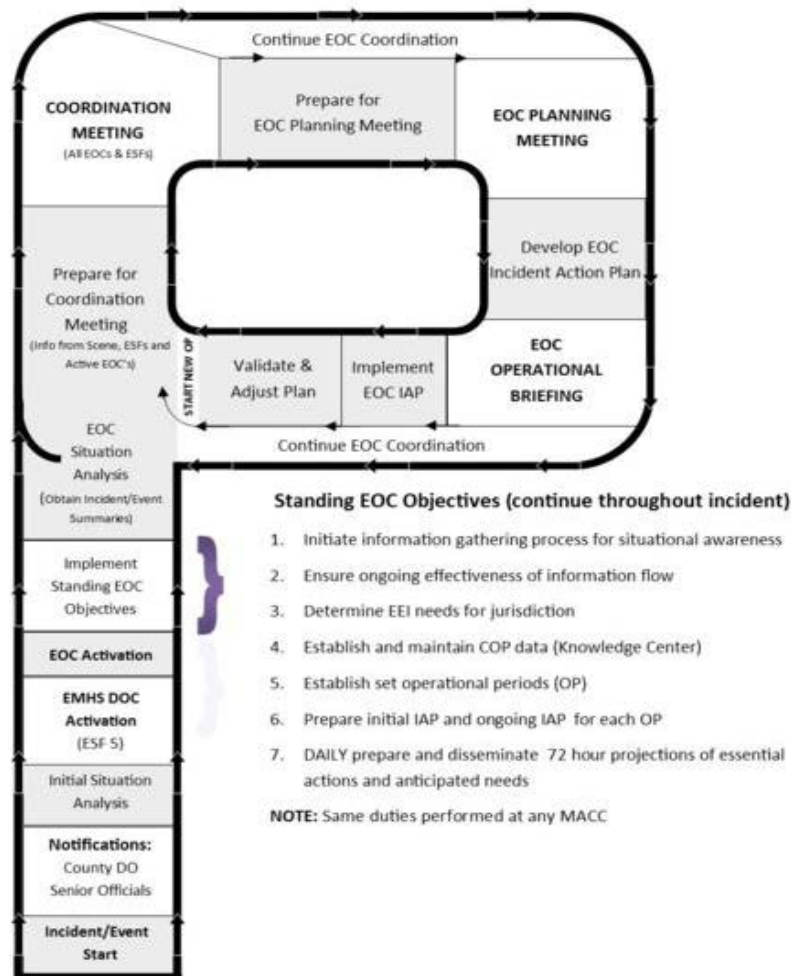 Continue EOC Coordination
COORDINATION
MEETING
(All EOCs & ESFs)
Prepare for
EOC Planning Meeting
EOC PLANNING
MEETING
Develop EOC
Incident Action Plan
Prepare for
Coordination
Meeting
(Info from Scene, ESFs and
Active EOC's)
START NEW OP
Validate &
Adjust Plan
Implement
EOC IAP
EOC
OPERATIONAL
BRIEFING
Continue EOC Coordination
EOC
Situation
Analysis
(Obtain Incident/Event
Summaries)
Implement
Standing EOC
Objectives
EOC Activation
EMHS DOC
Activation
(ESF 5)
Initial Situation
Analysis
Notifications:
County DO
Senior Officials
Incident/Event
Start
Standing EOC Objectives (continue throughout incident)
1. Initiate information gathering process for situational awareness
2. Ensure ongoing effectiveness of information flow
3. Determine EEI needs for jurisdiction
4. Establish and maintain COP data (Knowledge Center)
5. Establish set operational periods (OP)
6. Prepare initial IAP and ongoing IAP for each OP
7. DAILY prepare and disseminate 72 hour projections of essential
actions and anticipated needs
NOTE: Same duties performed at any MACC